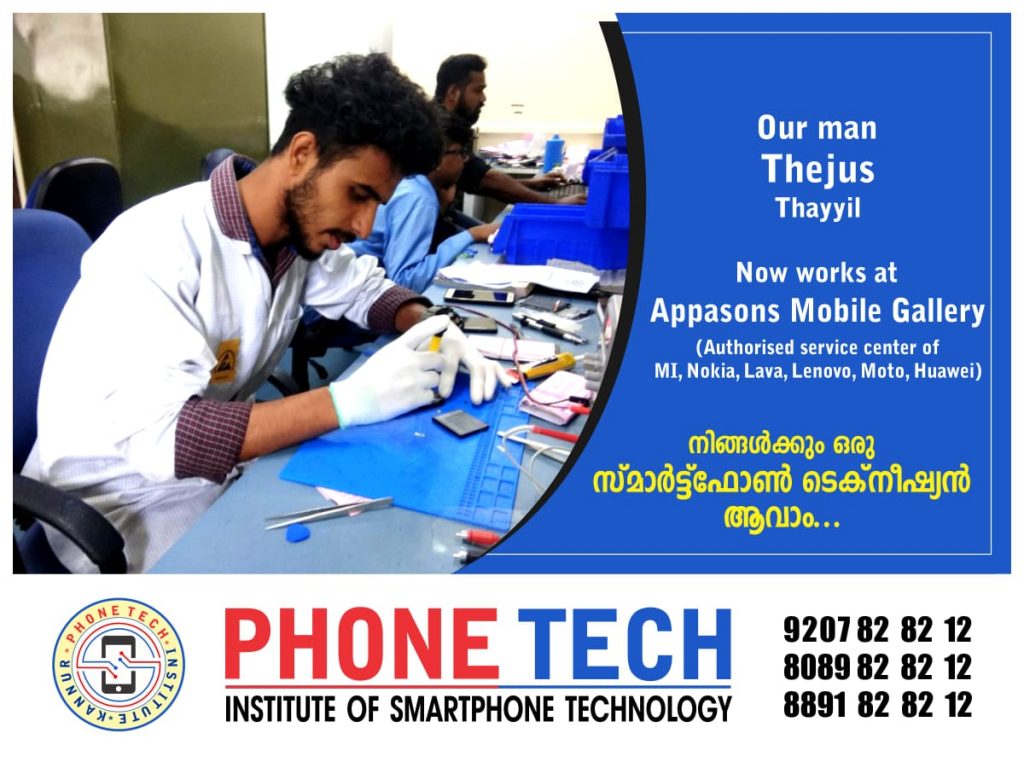 Our man
Thejus
Thayyil
Now works at
Appasons Mobile Gallery
(Authorised service center of
MI, Nokia, Lava, Lenovo, Moto, Huawei)
നിങ്ങൾക്കും ഒരു
സ്മാർട്ട്ഫോൺ ടെക്നീഷ്യൻ
ആവാം...
PHONE TECH INSTITUTE
KANNUR
PHONE TECH
INSTITUTE OF SMARTPHONE TECHNOLOGY
9207 82 82 12
8089 82 82 12
8891 82 82 12